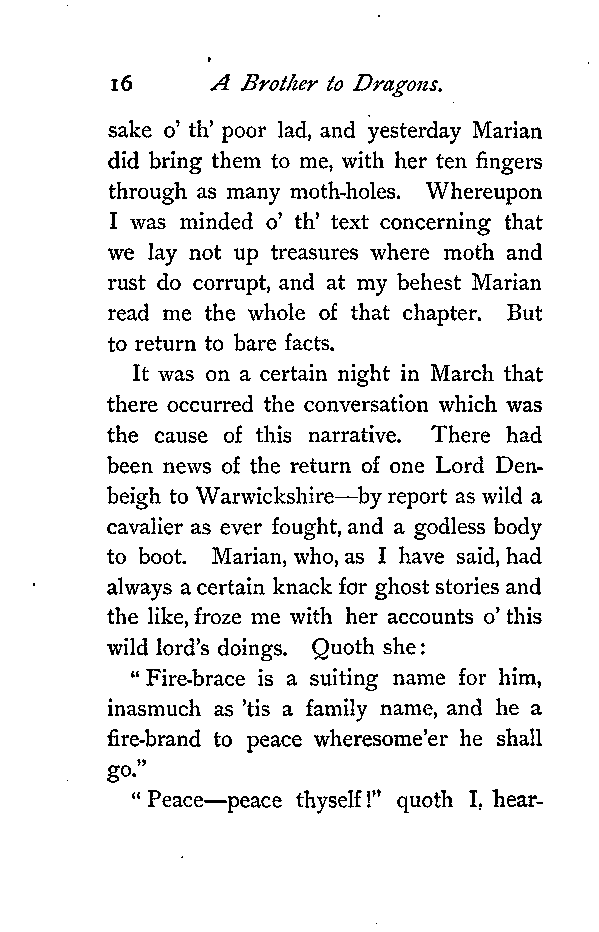 16 A Brother to Dragons.
sake o' th' poor lad, and yesterday Marian
did bring them to me, with her ten fingers
through as many moth-holes. Whereupon
I was minded o' th' text concerning that
we lay not up treasures where moth and
rust do corrupt, and at my behest Marian
read me the whole of that chapter. But
to return to bare facts.
It was on a certain night in March that
there occurred the conversation which was
the cause of this narrative. There had
been news of the return of one Lord Den-
beigh to Warwickshire—by report as wild a
cavalier as ever fought, and a godless body
to boot. Marian, who, as I have said, had
always a certain knack for ghost stories and
the like, froze me with her accounts o' this
wild lord's doings. Quoth she:
"Fire-brace is a suiting name for him,
inasmuch as 'tis a family name, and he a
fire-brand to peace wheresome'er he shall
go."
"Peace—peace thyself!" quoth I, hear-